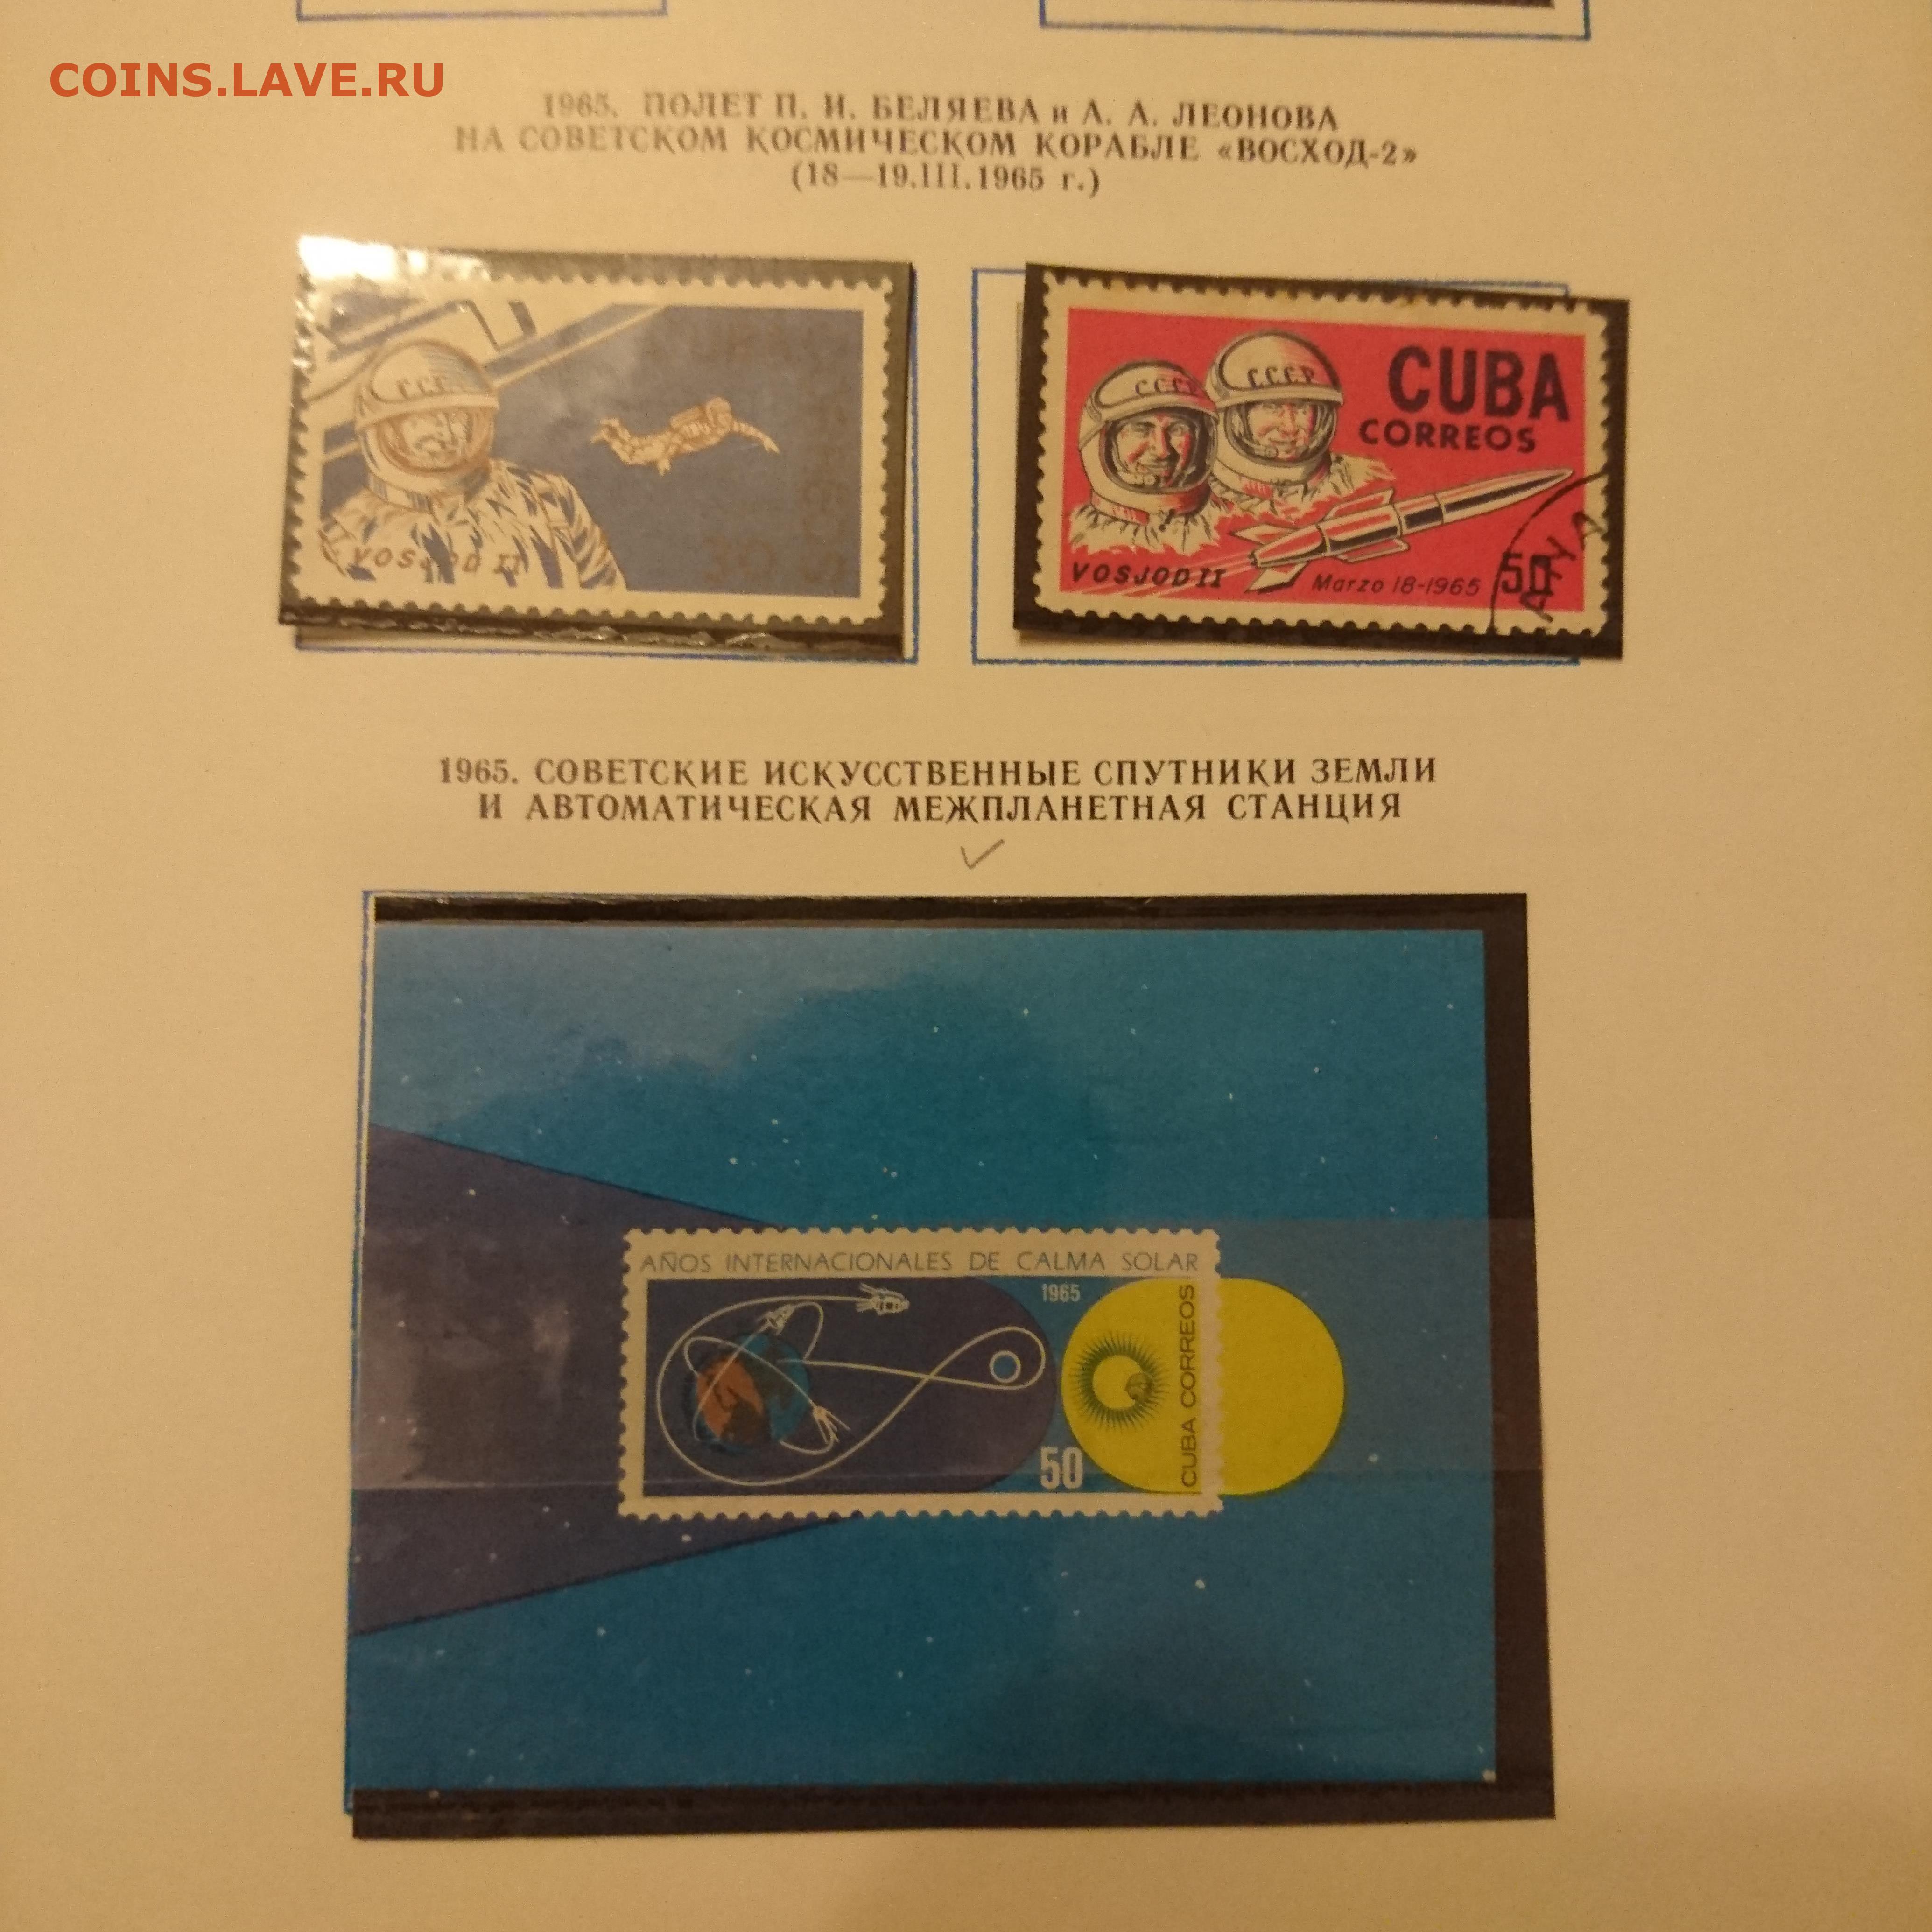 COINS.LAVE.RU
1965. ПОЛЕТ П. И. БЕЛЯЕВА и А. А. ЛЕОНОВА
НА СОВЕТСКОМ КОСМИЧЕСКОМ КОРАБЛЕ «ВОСХОД-2»
(18—19.III.1965 г.)
СССР
VOSJOD II
30
СССР
СССР
CUBA
CORREOS
VOSJOD II
Marzo 18-1965
50
1965. СОВЕТСКИЕ ИСКУССТВЕННЫЕ СПУТНИКИ ЗЕМЛИ
И АВТОМАТИЧЕСКАЯ МЕЖПЛАНЕТНАЯ СТАНЦИЯ
AÑOS INTERNACIONALES DE CALMA SOLAR
1965
50
CUBA CORREOS